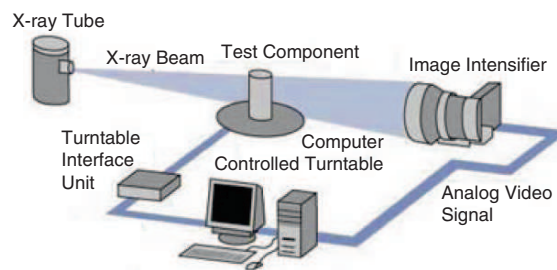 X-ray Tube
X-ray Beam
Test Component
Image Intensifier
Turntable
Interface
Unit
Computer
Controlled Turntable
Analog Video
Signal